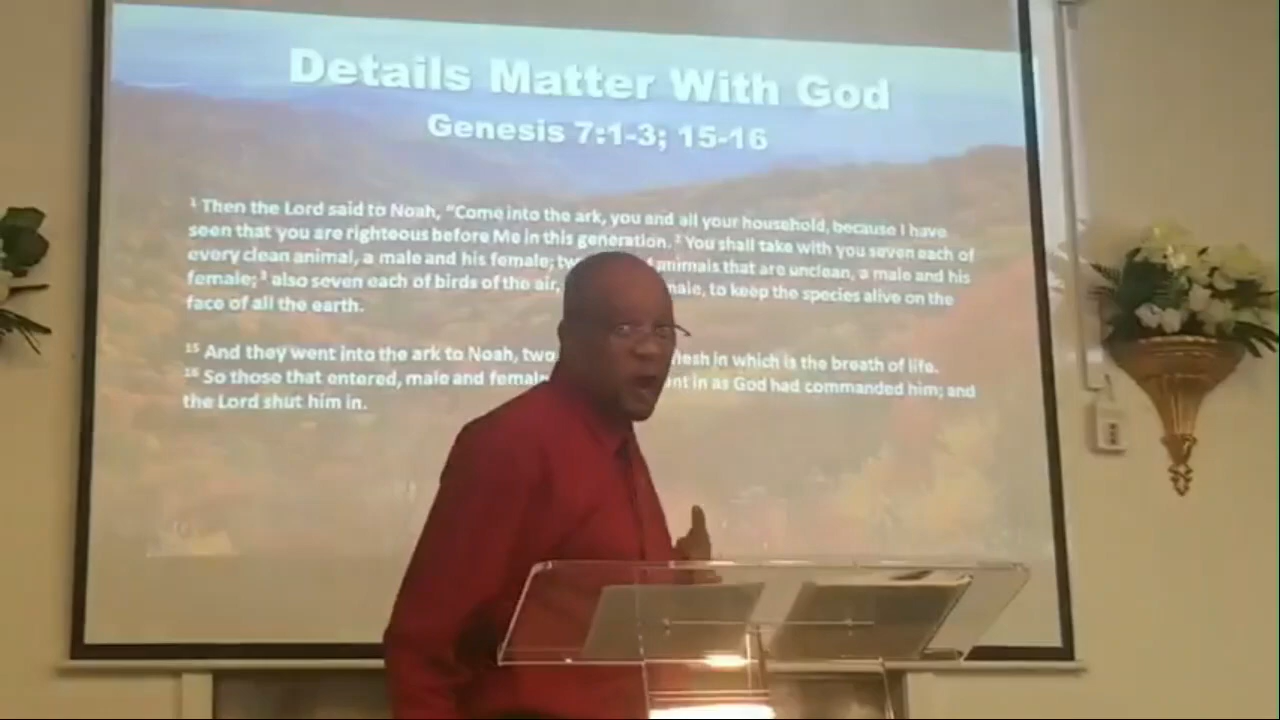 Details Matter With God
Genesis 7:1-3; 15-16
1 Then the Lord said to Noah, "Come into the ark, you and all your household, because I have
seen that you are righteous before Me in this generation. 2 You shall take with you seven each of
every clean animal, a male and his female; animals that are unclean, a male and his
female; 3 also seven each of birds of the air, to keep the species alive on the
face of all the earth.
15 And they went into the ark to Noah, two in which is the breath of life.
16 So those that entered, male and in as God had commanded him; and
the Lord shut him in.